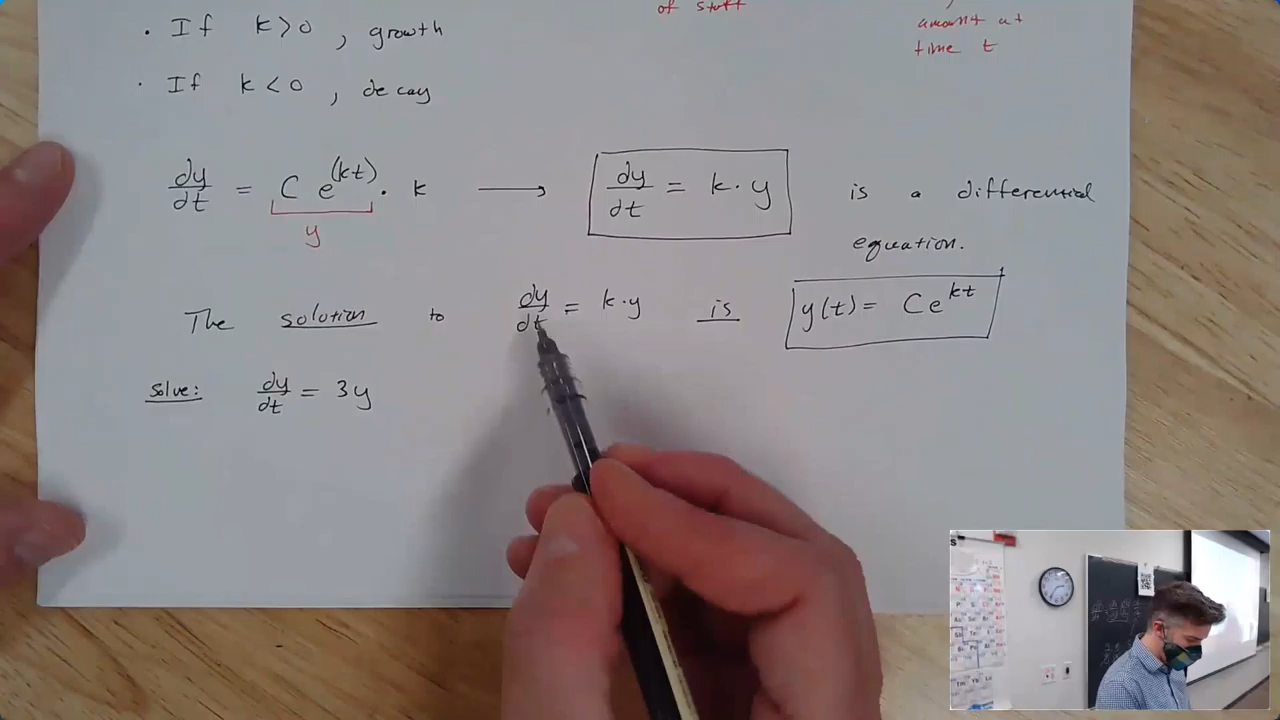 of stuff
amount at
time t
· If k > 0 , growth
· If k < 0 , decay
dy/dt = C e^(kt) · k ⟶ dy/dt = k · y is a differential
y
equation.
The solution to dy/dt = k·y is y(t) = Ce^kt
Solve: dy/dt = 3y